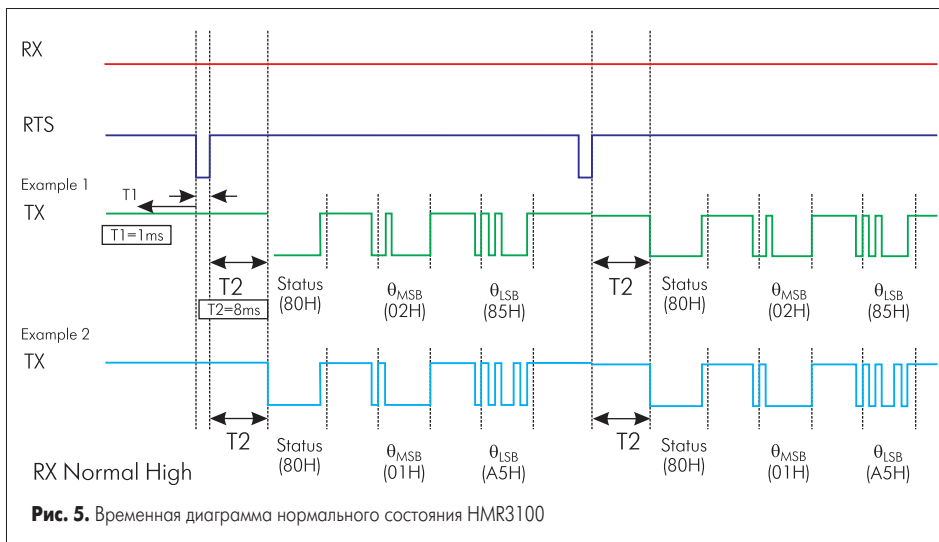 RX
RTS
Example 1
T1
TX
T1=1ms
T2
T2=8ms
Status
(80H)
θMSB
(02H)
θLSB
(85H)
T2
Status
(80H)
θMSB
(02H)
θLSB
(85H)
Example 2
TX
T2
Status
(80H)
θMSB
(01H)
θLSB
(A5H)
T2
Status
(80H)
θMSB
(01H)
θLSB
(A5H)
RX Normal High
Рис. 5. Временная диаграмма нормального состояния HMR3100